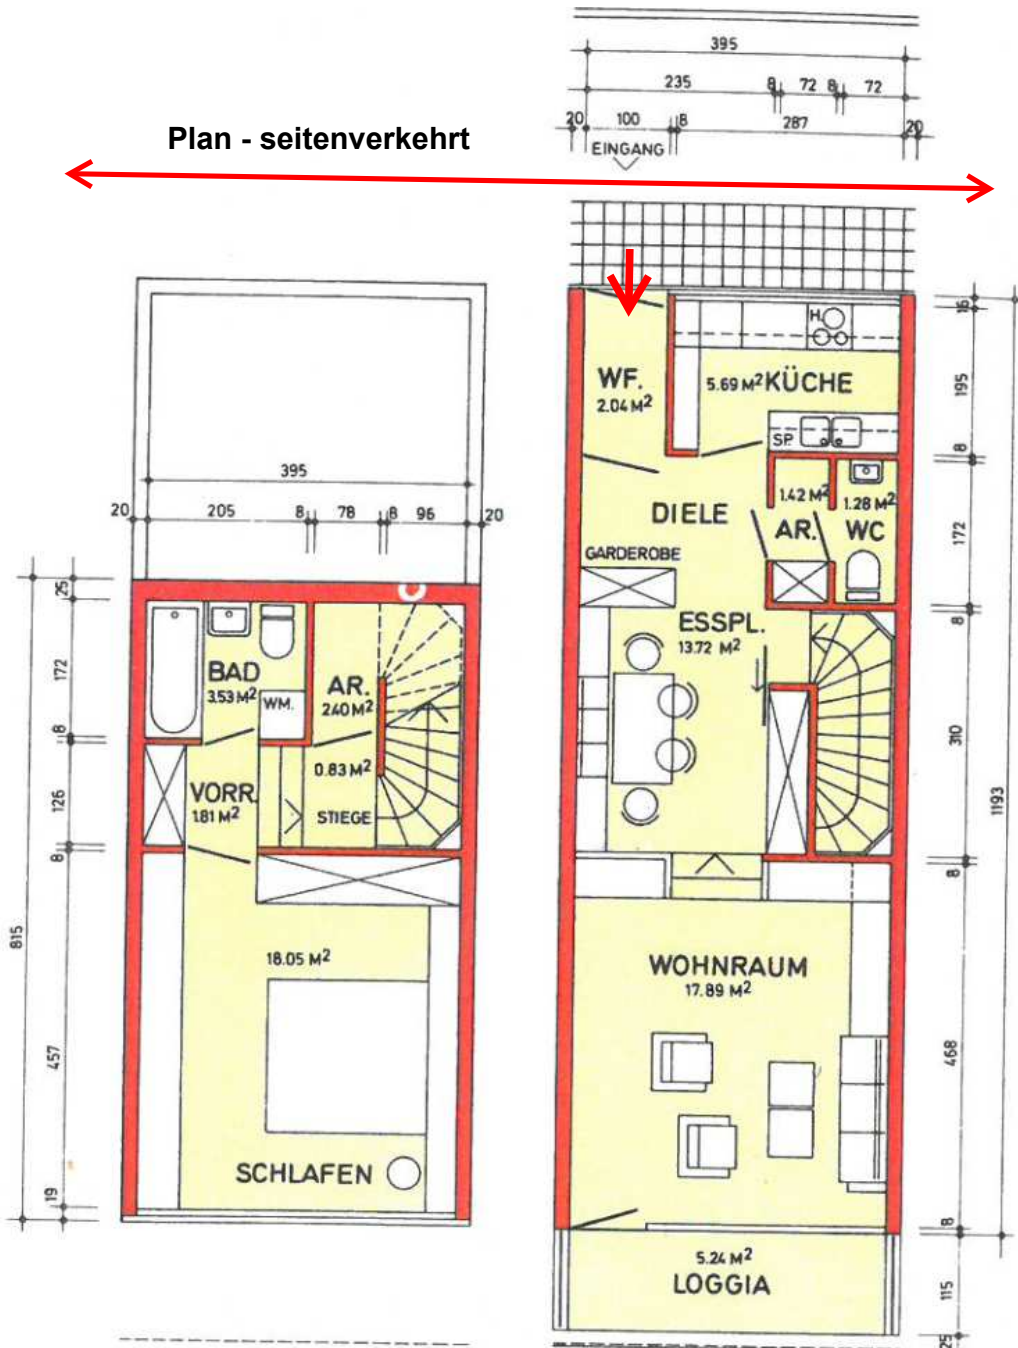 395
235 8 72 8 72
20 100 8 287 20
EINGANG
Plan - seitenverkehrt
WF.
2.04 M²
H.
5.69 M² KÜCHE
SP.
16
195
8
172
8
310
8
468
8
115
25
1193
DIELE
GARDEROBE
1.42 M²
AR.
1.28 M²
WC
ESSPL.
13.72 M²
WOHNRAUM
17.89 M²
5.24 M²
LOGGIA
395
20 205 8 78 8 96 20
25
172
8
126
8
457
19
815
BAD
3.53 M²
WM.
AR.
2.40 M²
0.83 M²
VORR.
1.81 M²
STIEGE
18.05 M²
SCHLAFEN